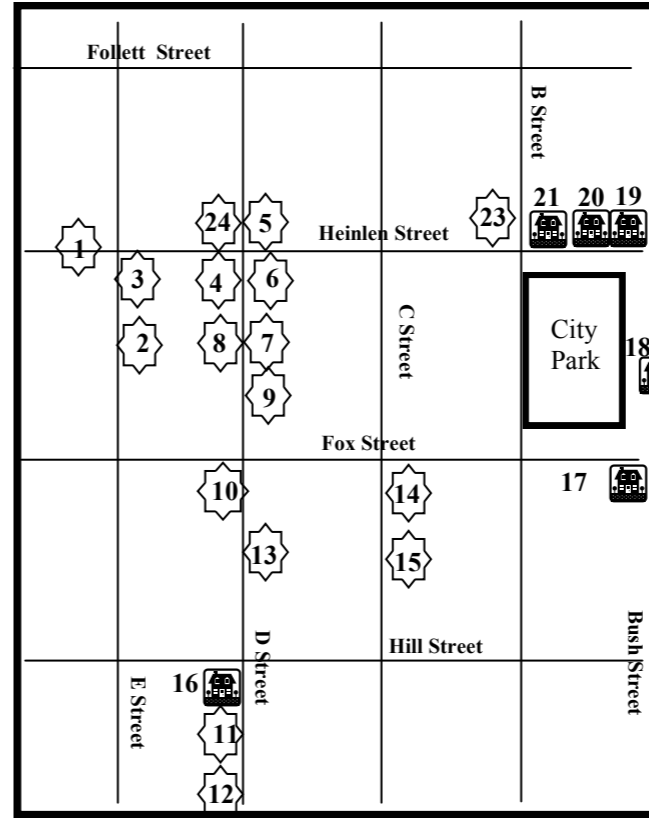 Follett Street
B Street
21 20 19
24 5 23
Heinlen Street
1
3 4 6
C Street
2 8 7
City
Park
18
9
Fox Street
10 14 17
13 15
D Street
Hill Street
Bush Street
E Street
16
11
12